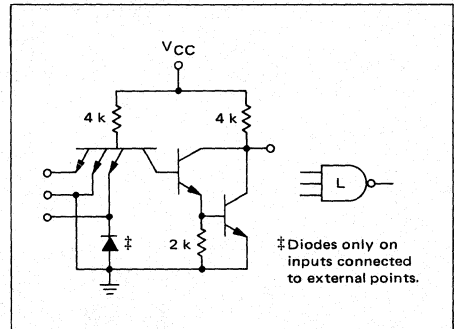 VCC
4 k
4 k
L
‡
2 k
‡Diodes only on
inputs connected
to external points.